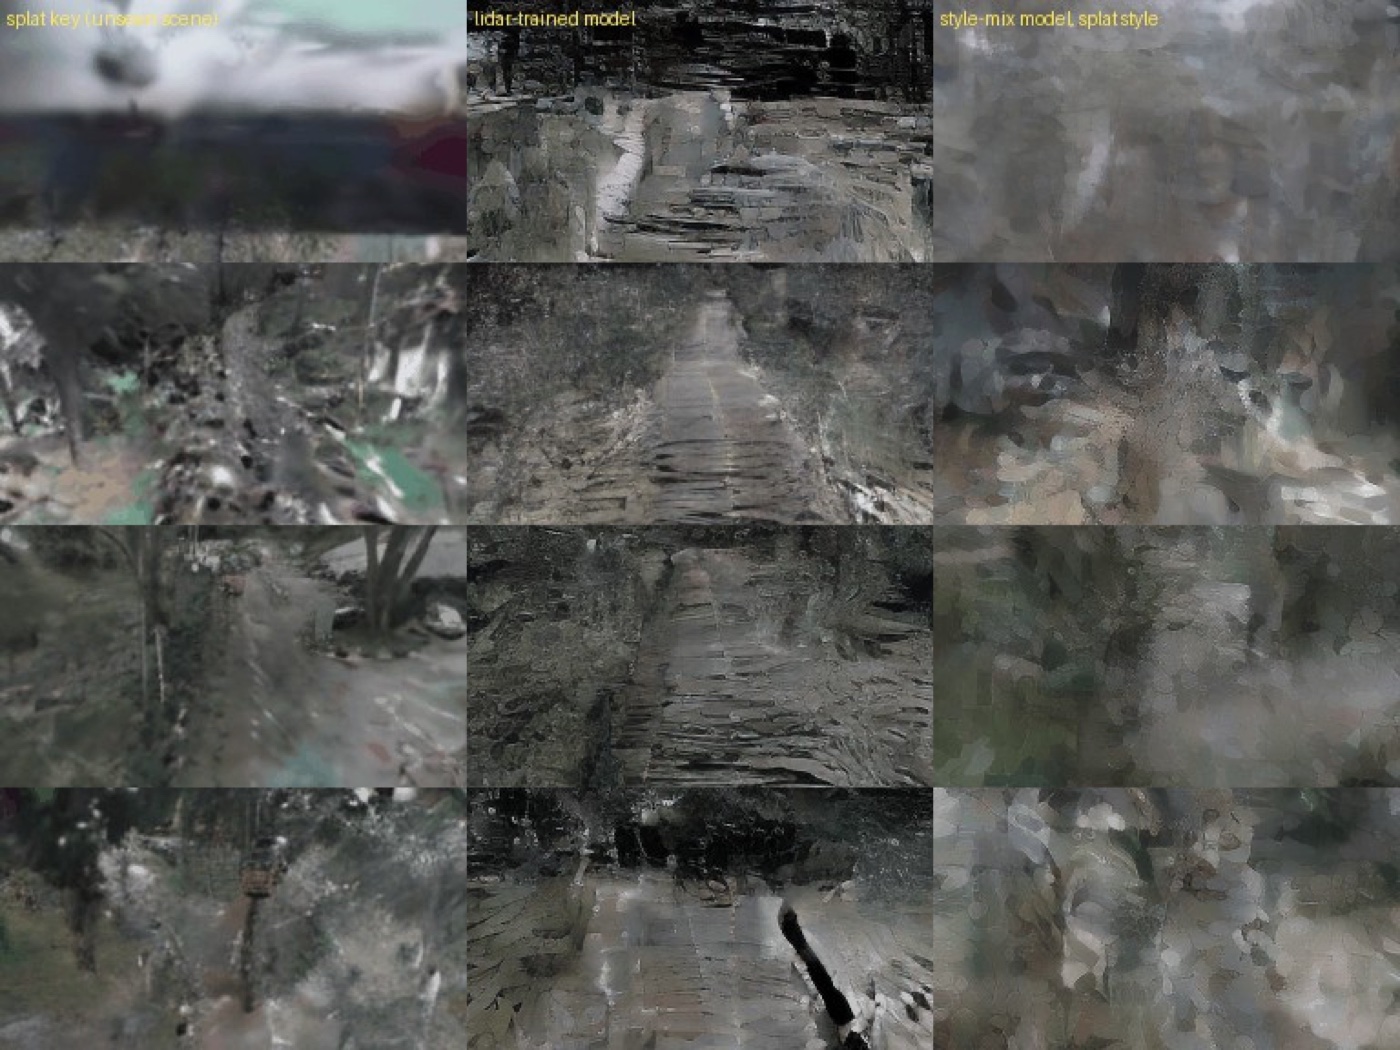 splat key (unseen scene)
lidar-trained model
style-mix model, splat style